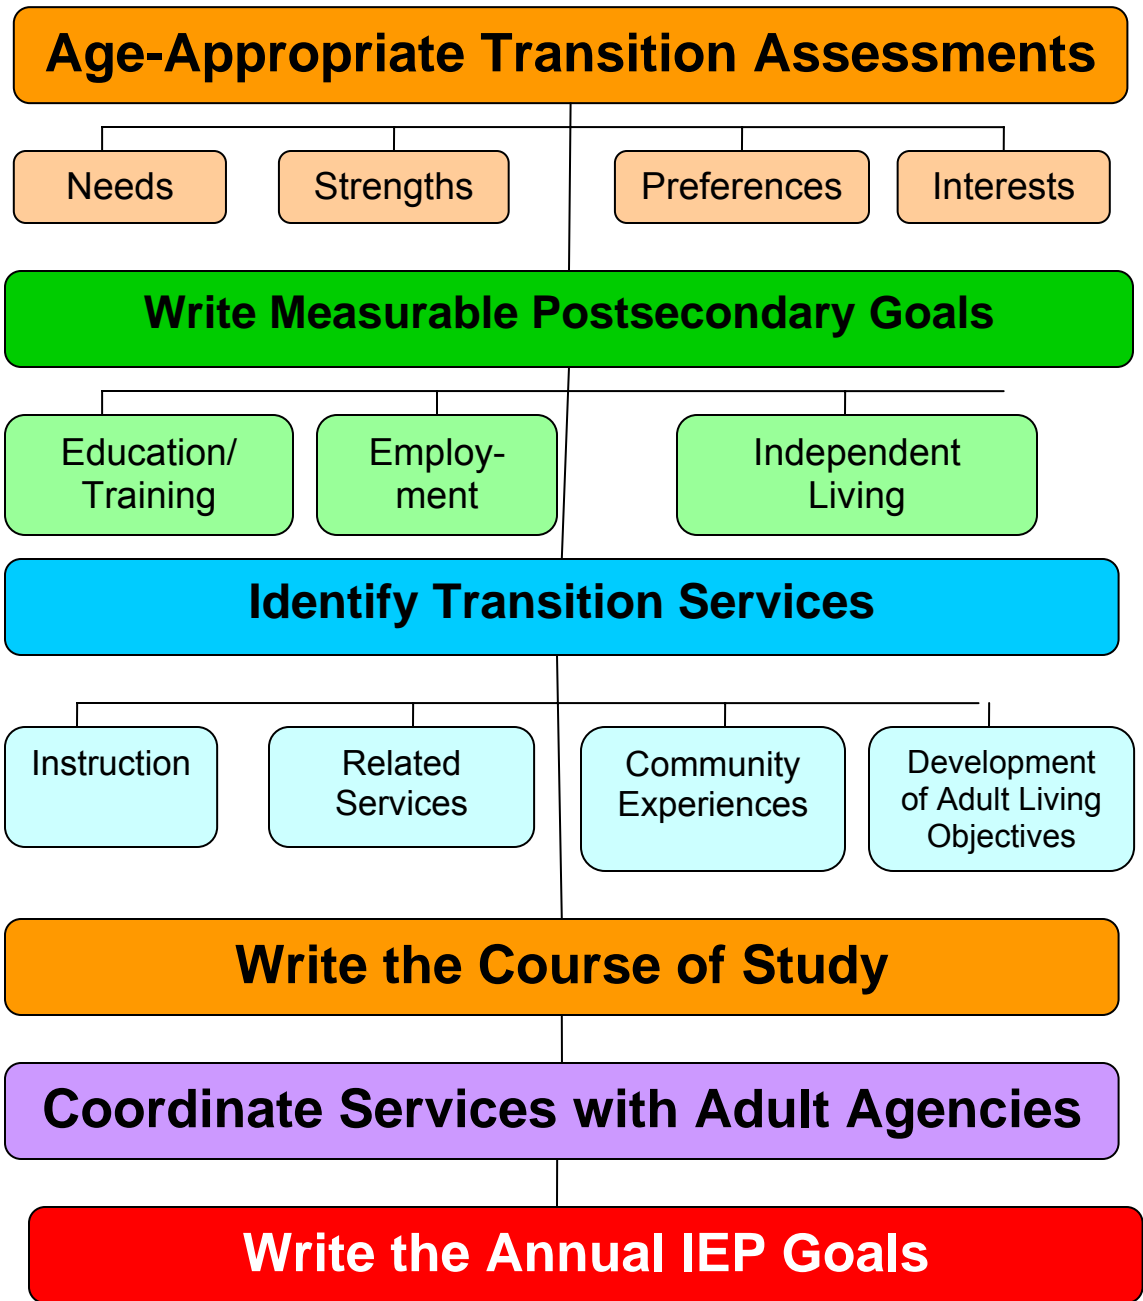 Age-Appropriate Transition Assessments
Needs
Strengths
Preferences
Interests
Write Measurable Postsecondary Goals
Education/
Training
Employ-
ment
Independent
Living
Identify Transition Services
Instruction
Related
Services
Community
Experiences
Development
of Adult Living
Objectives
Write the Course of Study
Coordinate Services with Adult Agencies
Write the Annual IEP Goals